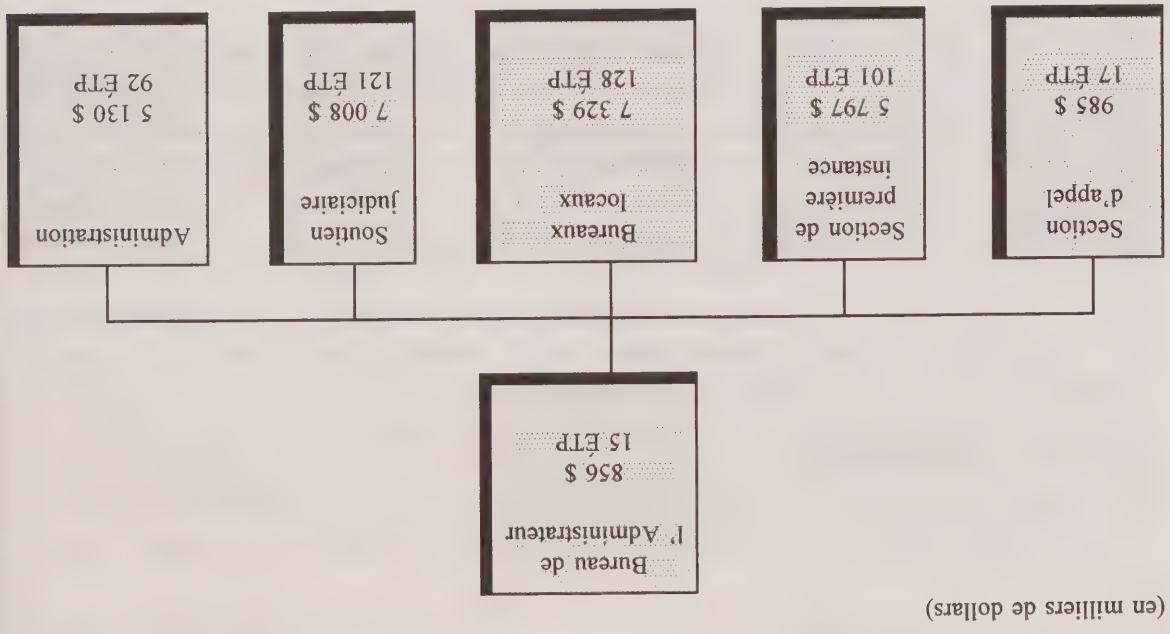 (en milliers de dollars)
Bureau de
l'Administrateur
856 $
15 ÉTP
Section
d'appel
985 $
17 ÉTP
Section de
première
instance
5 797 $
101 ÉTP
Bureaux
locaux
7 329 $
128 ÉTP
Soutien
judiciaire
7 008 $
121 ÉTP
Administration
5 130 $
92 ÉTP